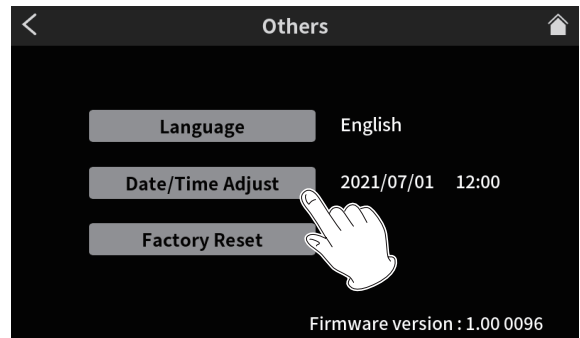 Others
Language English
Date/Time Adjust 2021/07/01 12:00
Factory Reset
Firmware version : 1.00 0096